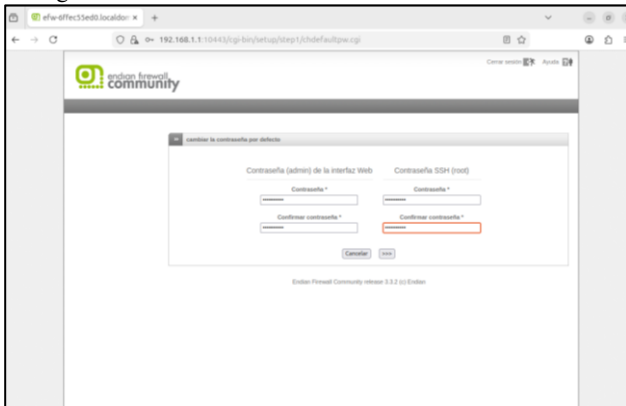 efw-6ffec55ed0.localdom
192.168.1.1:10443/cgi-bin/setup/step1/chdefaultpw.cgi
Cerrar sesión Ayuda
endian firewall
community
cambiar la contraseña por defecto
Contraseña (admin) de la interfaz Web Contraseña SSH (root)
Contraseña * Contraseña *
Confirmar contraseña * Confirmar contraseña *
Cancelar >>>
Endian Firewall Community release 3.3.2 (c) Endian